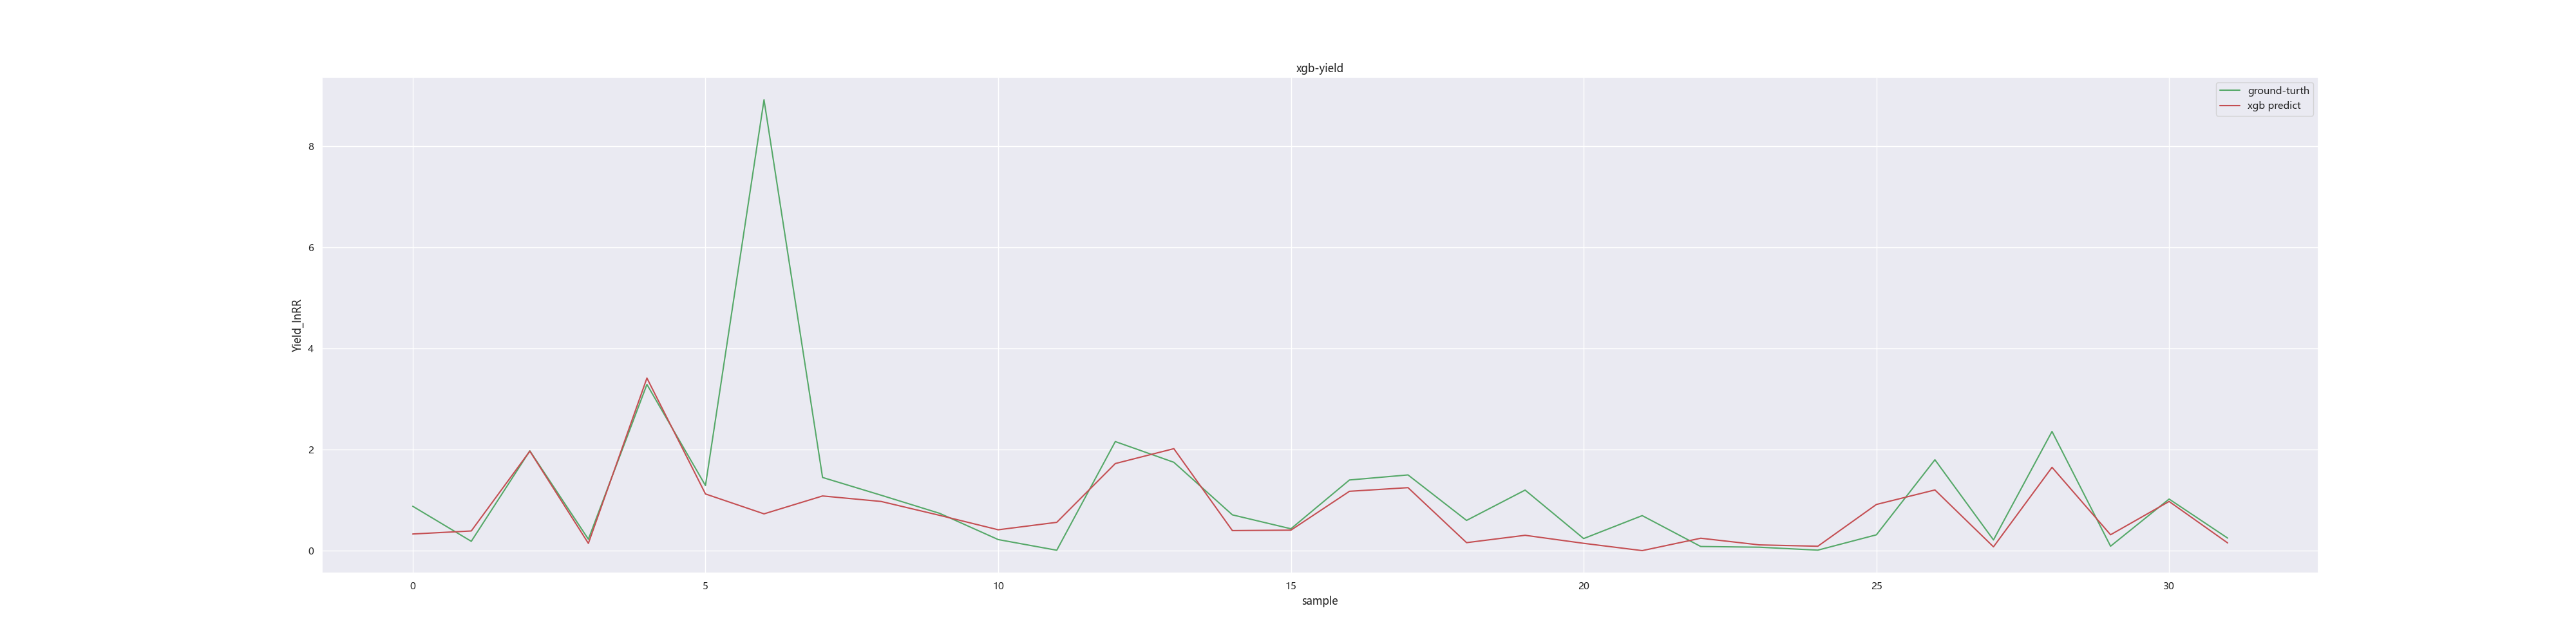 xgb-yield
ground-turth
xgb predict
8
6
4
2
0
Yield_lnRR
0 5 10 15 20 25 30
sample